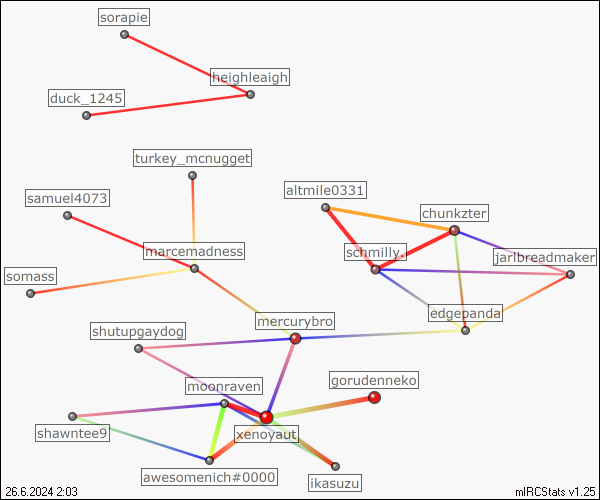 sorapie
heighleaigh
duck_1245
turkey_mcnugget
altmile0331
samuel4073
chunkzter
marcemadness
schmilly_
jarlbreadmaker
somass
edgepanda
mercurybro
shutupgaydog
gorudenneko
moonraven
shawntee9
xenoyaut
awesomenich#0000
ikasuzu
26.6.2024 2:03
mIRCStats v1.25